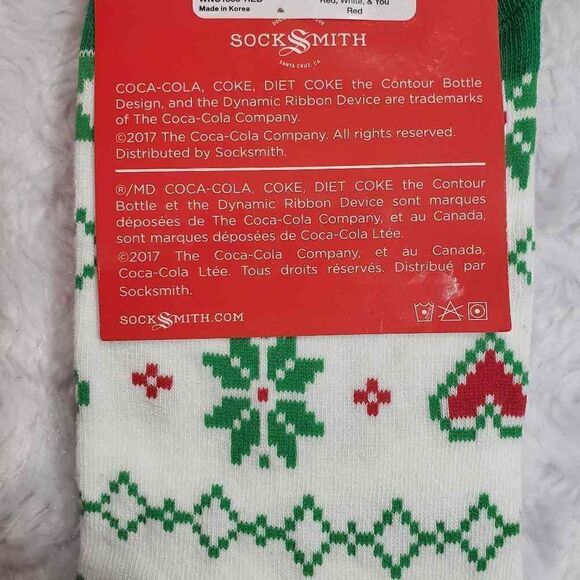 Made in Korea
Red, White, & You
Red
SOCKSMITH
SANTA CRUZ, CA
COCA-COLA, COKE, DIET COKE the Contour Bottle
Design, and the Dynamic Ribbon Device are trademarks
of The Coca-Cola Company.
©2017 The Coca-Cola Company. All rights reserved.
Distributed by Socksmith.
®/MD COCA-COLA, COKE, DIET COKE the Contour
Bottle et the Dynamic Ribbon Device sont marques
déposées de The Coca-Cola Company, et au Canada,
sont marques déposées de Coca-Cola Ltée.
©2017 The Coca-Cola Company, et au Canada,
Coca-Cola Ltée. Tous droits réservés. Distribué par
Socksmith.
SOCKSMITH.COM